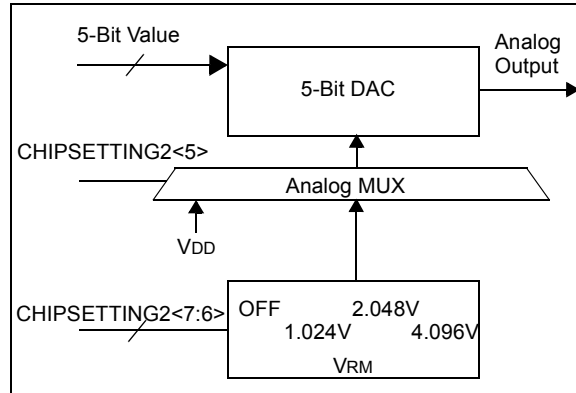 5-Bit Value
Analog
Output
5-Bit DAC
CHIPSETTING2<5>
Analog MUX
VDD
CHIPSETTING2<7:6>
OFF 2.048V
1.024V 4.096V
VRM